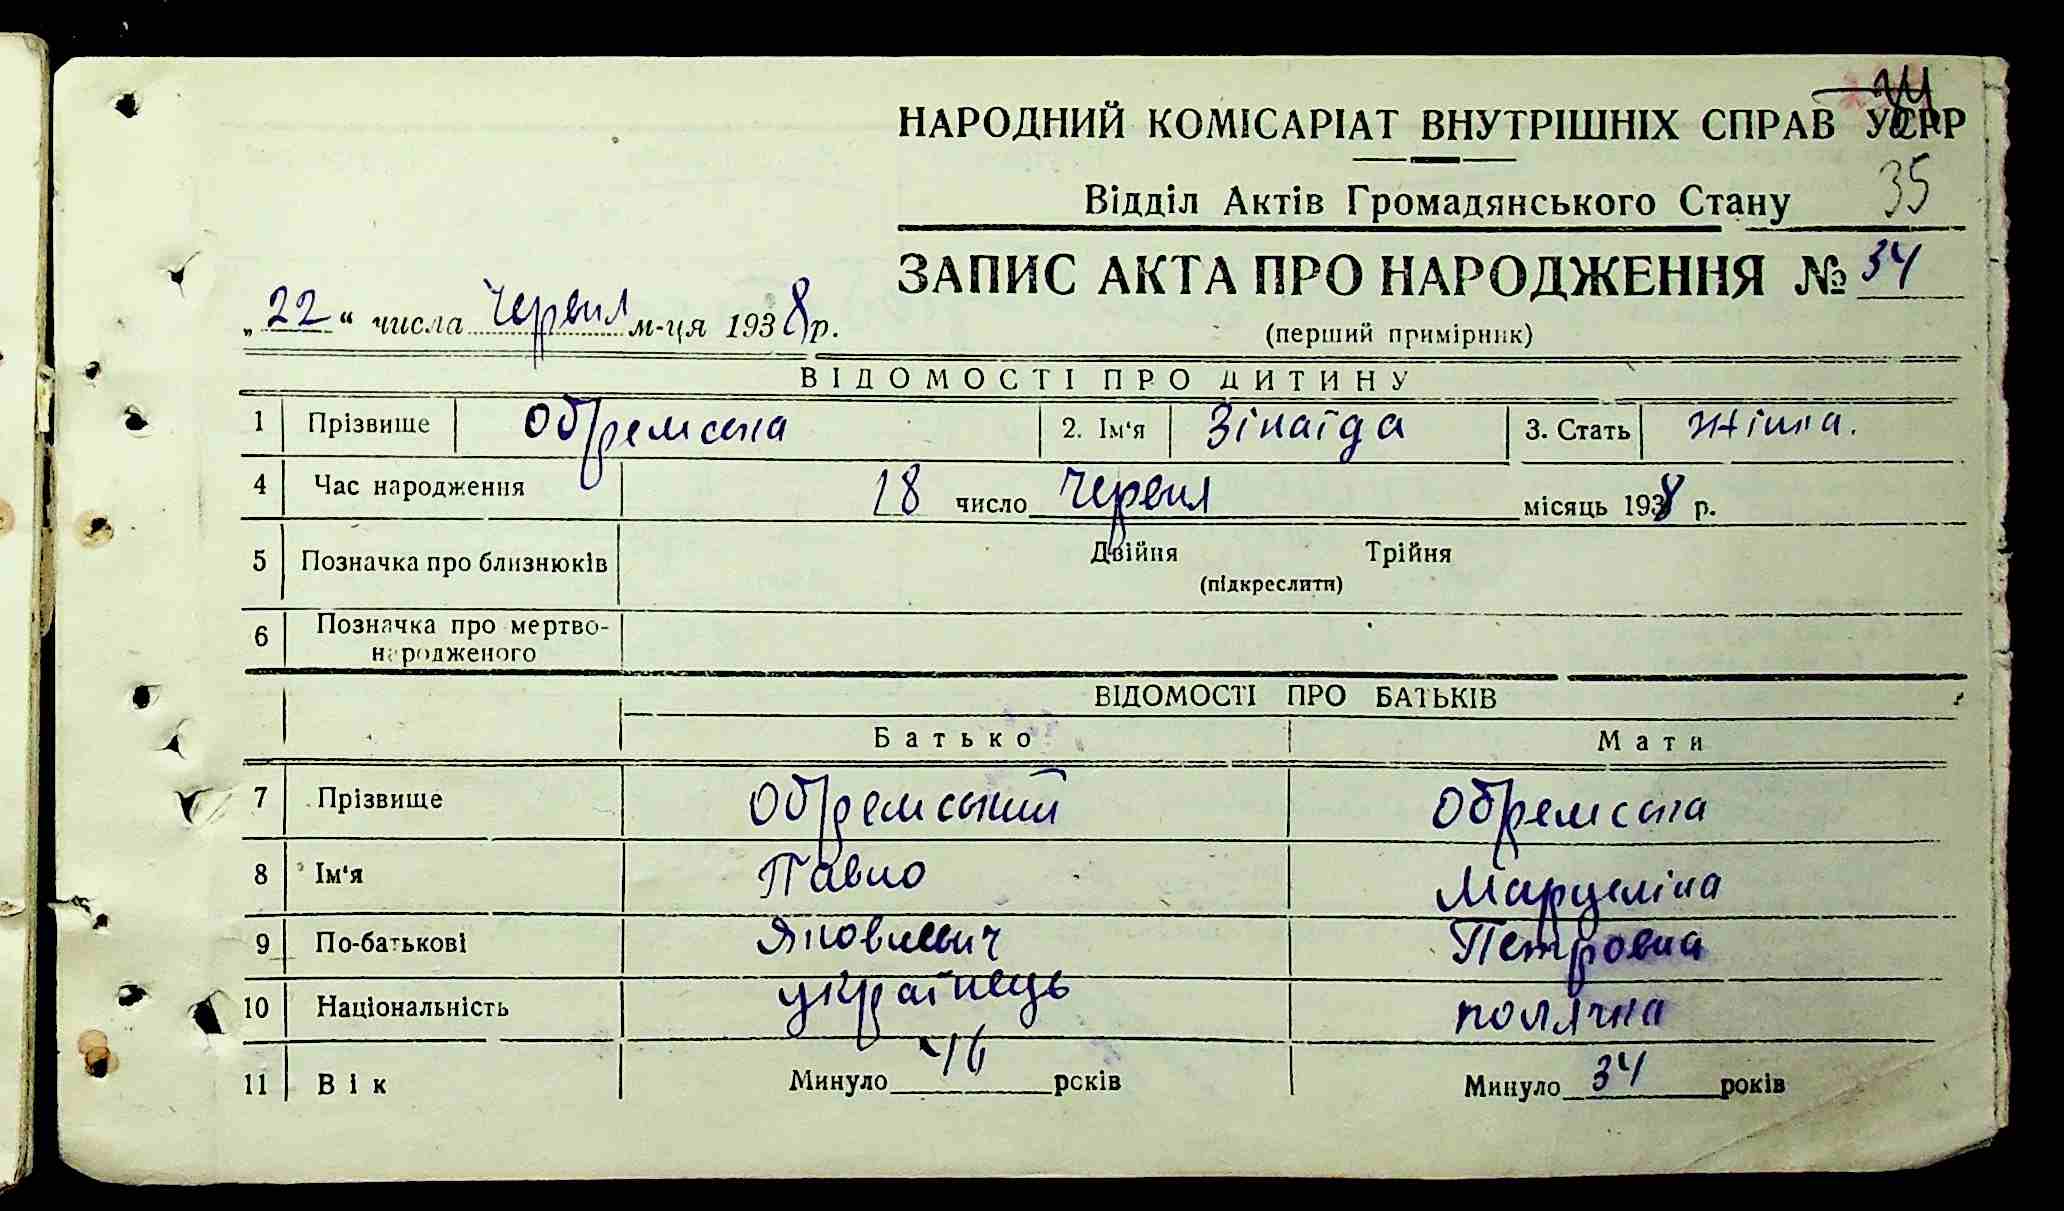 НАРОДНИЙ КОМІСАРІАТ ВНУТРІШНІХ СПРАВ УСРР
35
Відділ Актів Громадянського Стану
ЗАПИС АКТА ПРО НАРОДЖЕННЯ № 34
„22“ числа Червня м-ця 1938 р.
(перший примірник)
ВІДОМОСТІ ПРО ДИТИНУ
1 Прізвище Обремська 2. Ім‘я Зінаїда 3. Стать
4 Час народження 18 число Червня місяць 1938 р.
5 Позначка про близнюків Двійня Трійня
(підкреслити)
6 Позначка про мертво-
народженого
ВІДОМОСТІ ПРО БАТЬКІВ
Батько Мати
7 Прізвище Обремський Обремська
8 Ім‘я Павло Марцеліна
9 По-батькові Яковлевич Петровна
10 Національність українець полячка
11 Вік Минуло 46 років Минуло 34 років